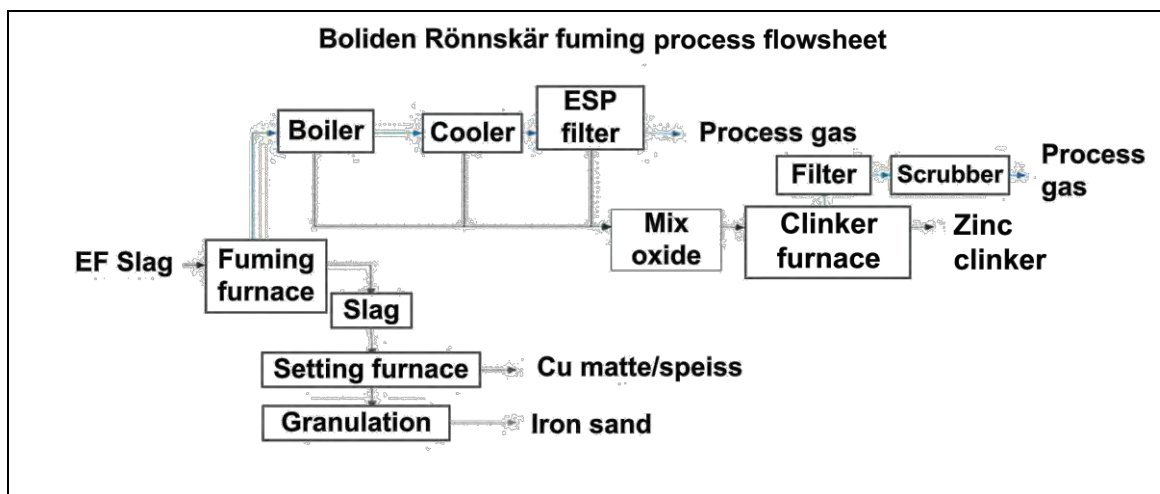 Boliden Rönnskär fuming process flowsheet
ESP
filter
Boiler
Cooler
Process gas
Filter
Scrubber
Process
gas
Mix
oxide
Clinker
furnace
Zinc
clinker
EF Slag
Fuming
furnace
Slag
Setting furnace
Cu matte/speiss
Granulation
Iron sand